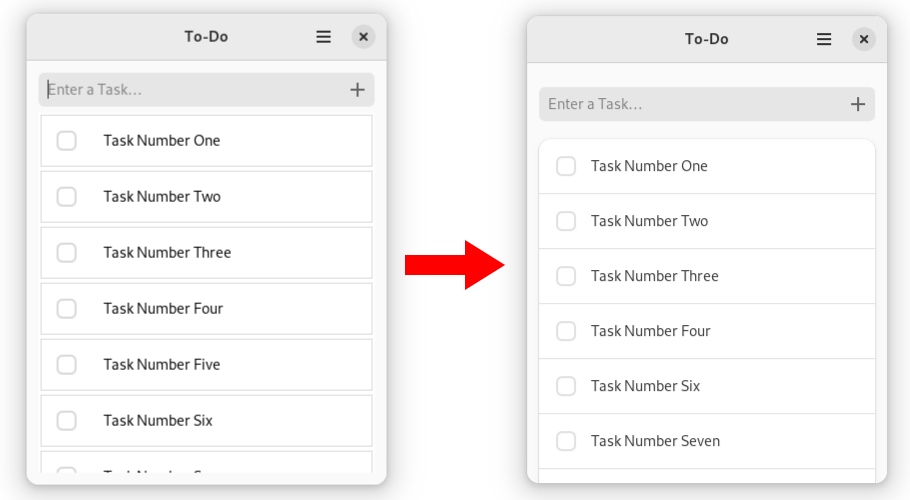 To-Do
Enter a Task...
Task Number One
Task Number Two
Task Number Three
Task Number Four
Task Number Five
Task Number Six
To-Do
Enter a Task...
Task Number One
Task Number Two
Task Number Three
Task Number Four
Task Number Six
Task Number Seven